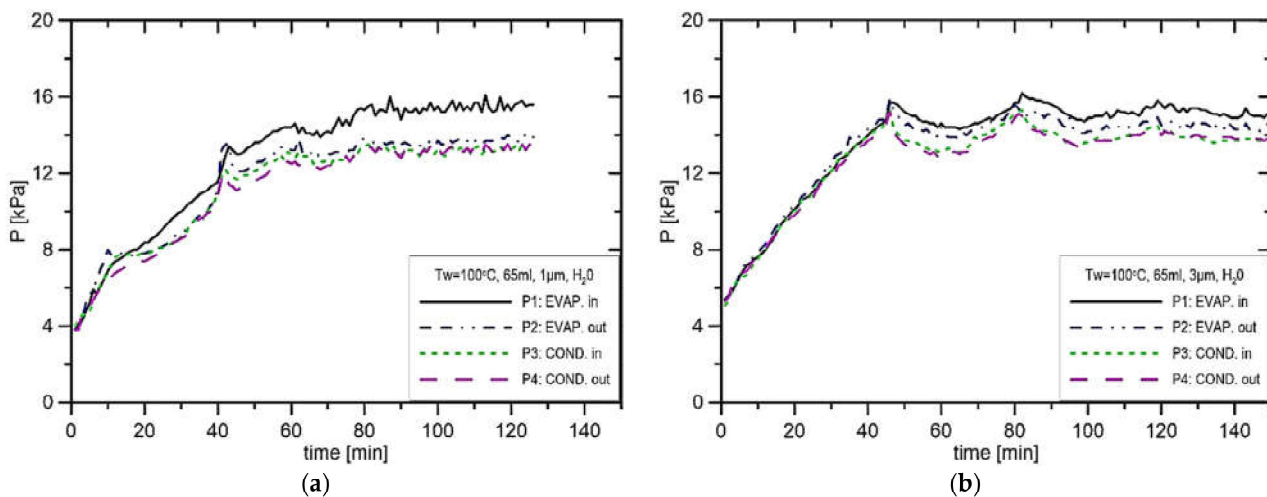 20
16
12
8
4
0
P [kPa]
Tw=100°C, 65ml, 1µm, H₂0
P1: EVAP. in
P2: EVAP. out
P3: COND. in
P4: COND. out
0 20 40 60 80 100 120 140
time [min]
(a)
20
16
12
8
4
0
P [kPa]
Tw=100°C, 65ml, 3µm, H₂0
P1: EVAP. in
P2: EVAP. out
P3: COND. in
P4: COND. out
0 20 40 60 80 100 120 140
time [min]
(b)